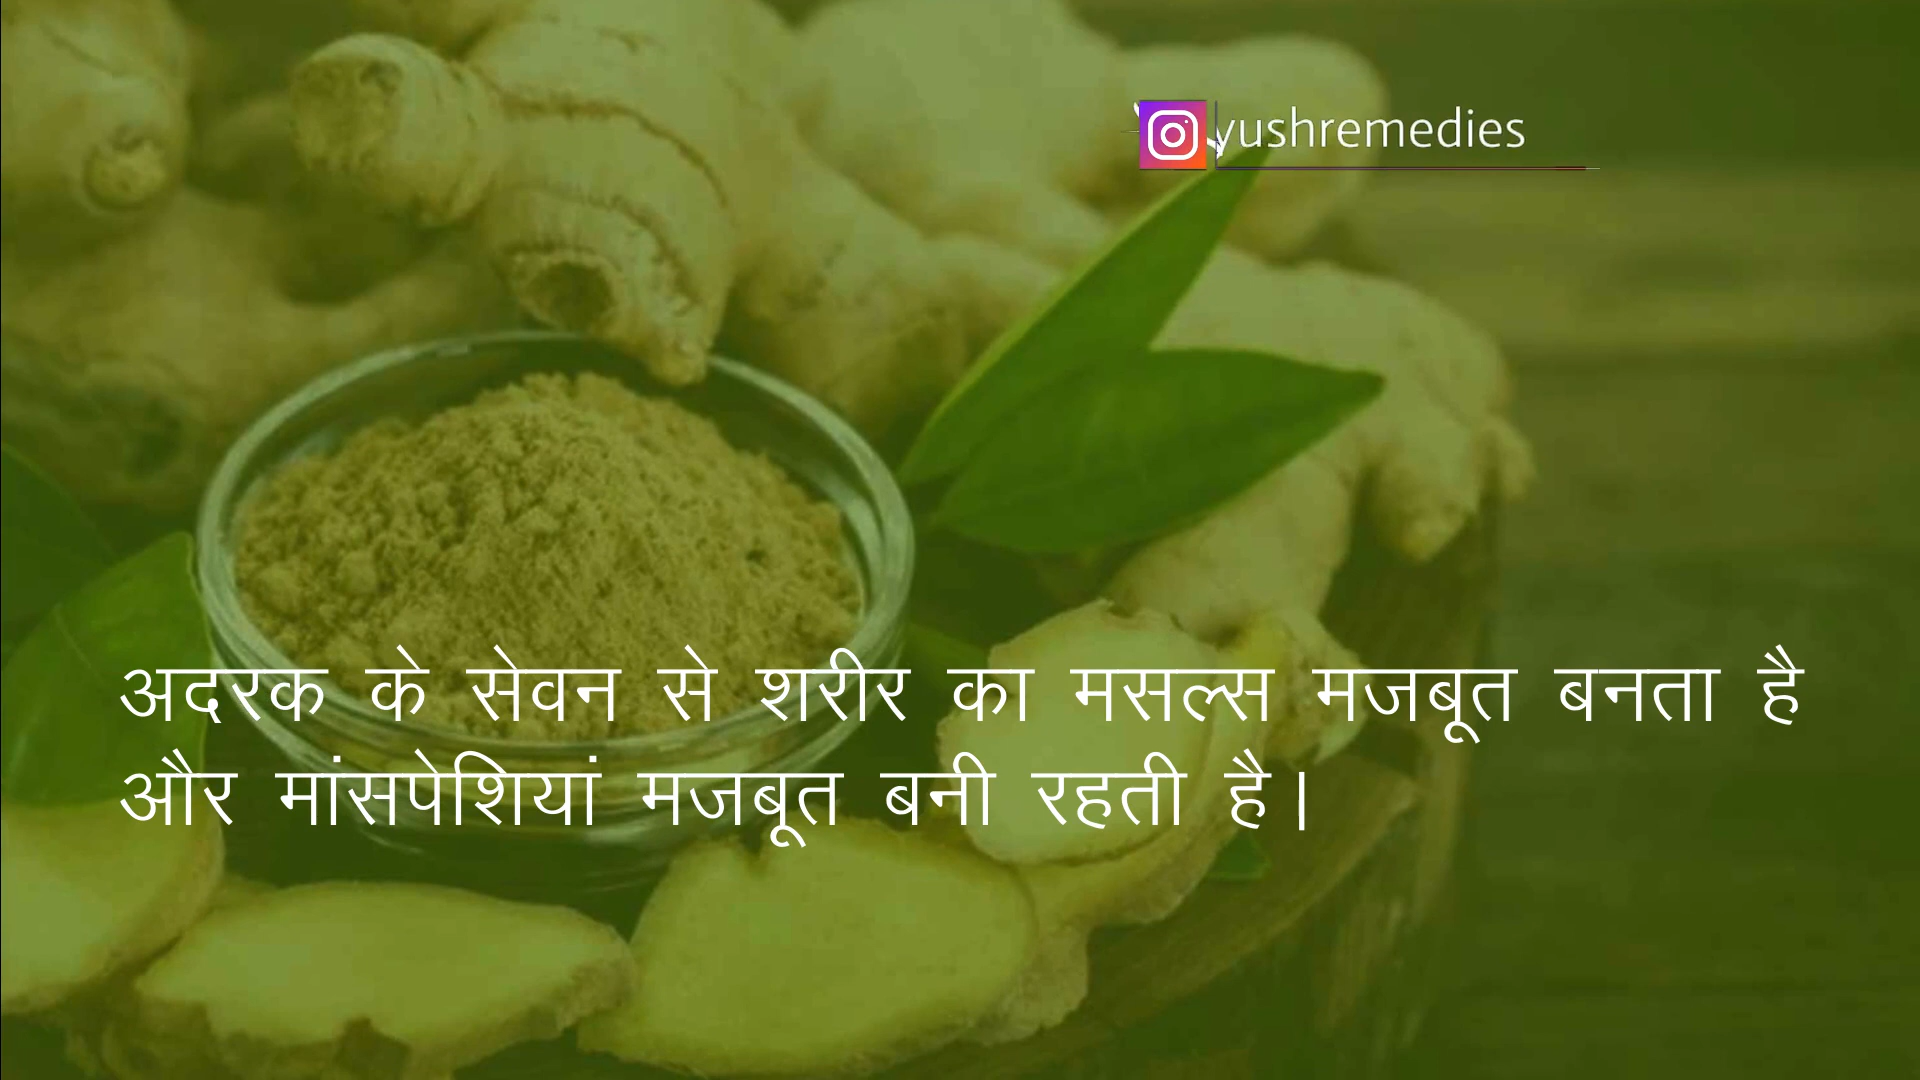 yushremedies
अदरक के सेवन से शरीर का मसल्स मजबूत बनता है
और मांसपेशियां मजबूत बनी रहती है।